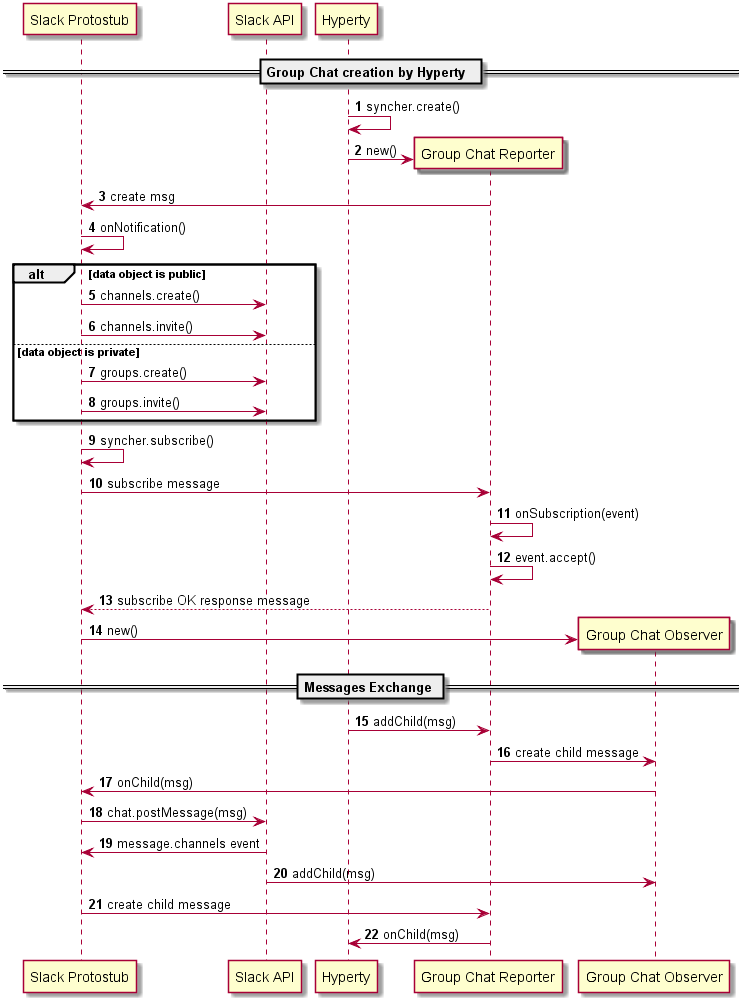 Slack Protostub Slack API Hyperty
Group Chat creation by Hyperty
1 syncher.create()
2 new() Group Chat Reporter
3 create msg
4 onNotification()
alt [data object is public]
5 channels.create()
6 channels.invite()
[data object is private]
7 groups.create()
8 groups.invite()
9 syncher.subscribe()
10 subscribe message
11 onSubscription(event)
12 event.accept()
13 subscribe OK response message
14 new() Group Chat Observer
Messages Exchange
15 addChild(msg)
16 create child message
17 onChild(msg)
18 chat.postMessage(msg)
19 message.channels event
20 addChild(msg)
21 create child message
22 onChild(msg)
Slack Protostub Slack API Hyperty Group Chat Reporter Group Chat Observer